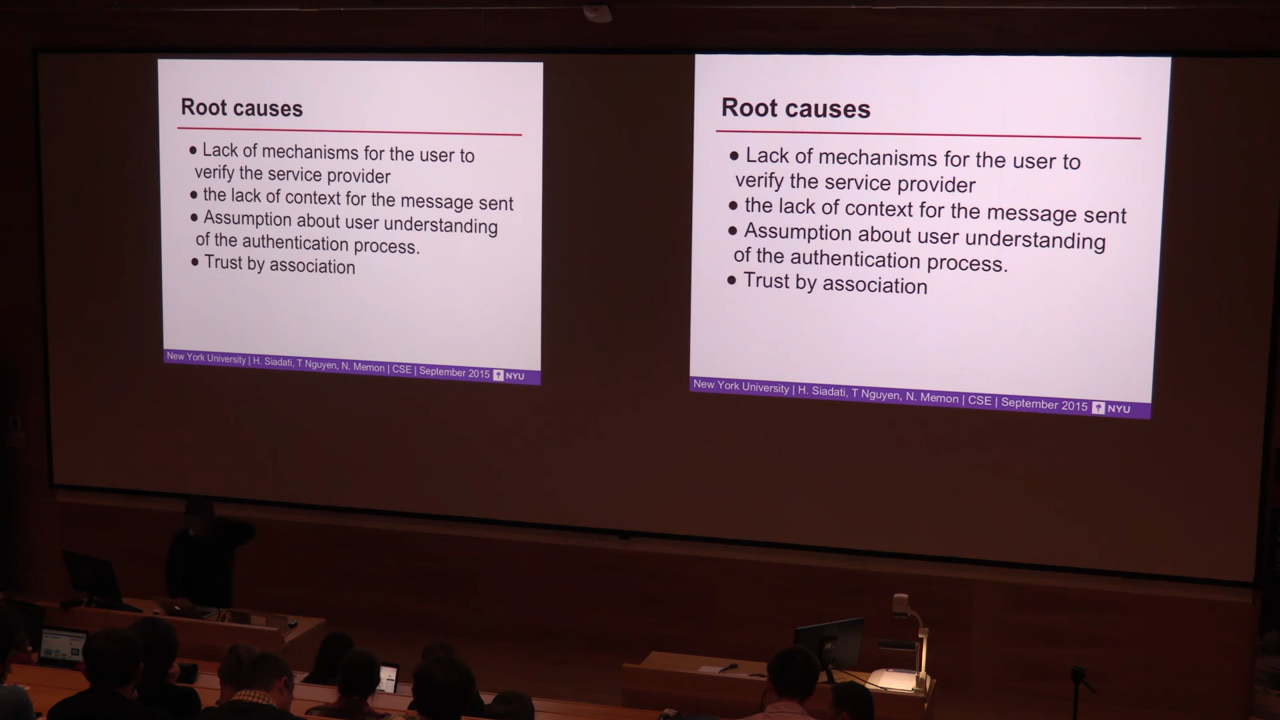 Root causes
● Lack of mechanisms for the user to
verify the service provider
● the lack of context for the message sent
● Assumption about user understanding
of the authentication process.
● Trust by association
New York University | H. Siadati, T Nguyen, N. Memon | CSE | September 2015 NYU
Root causes
● Lack of mechanisms for the user to
verify the service provider
● the lack of context for the message sent
● Assumption about user understanding
of the authentication process.
● Trust by association
New York University | H. Siadati, T Nguyen, N. Memon | CSE | September 2015 NYU